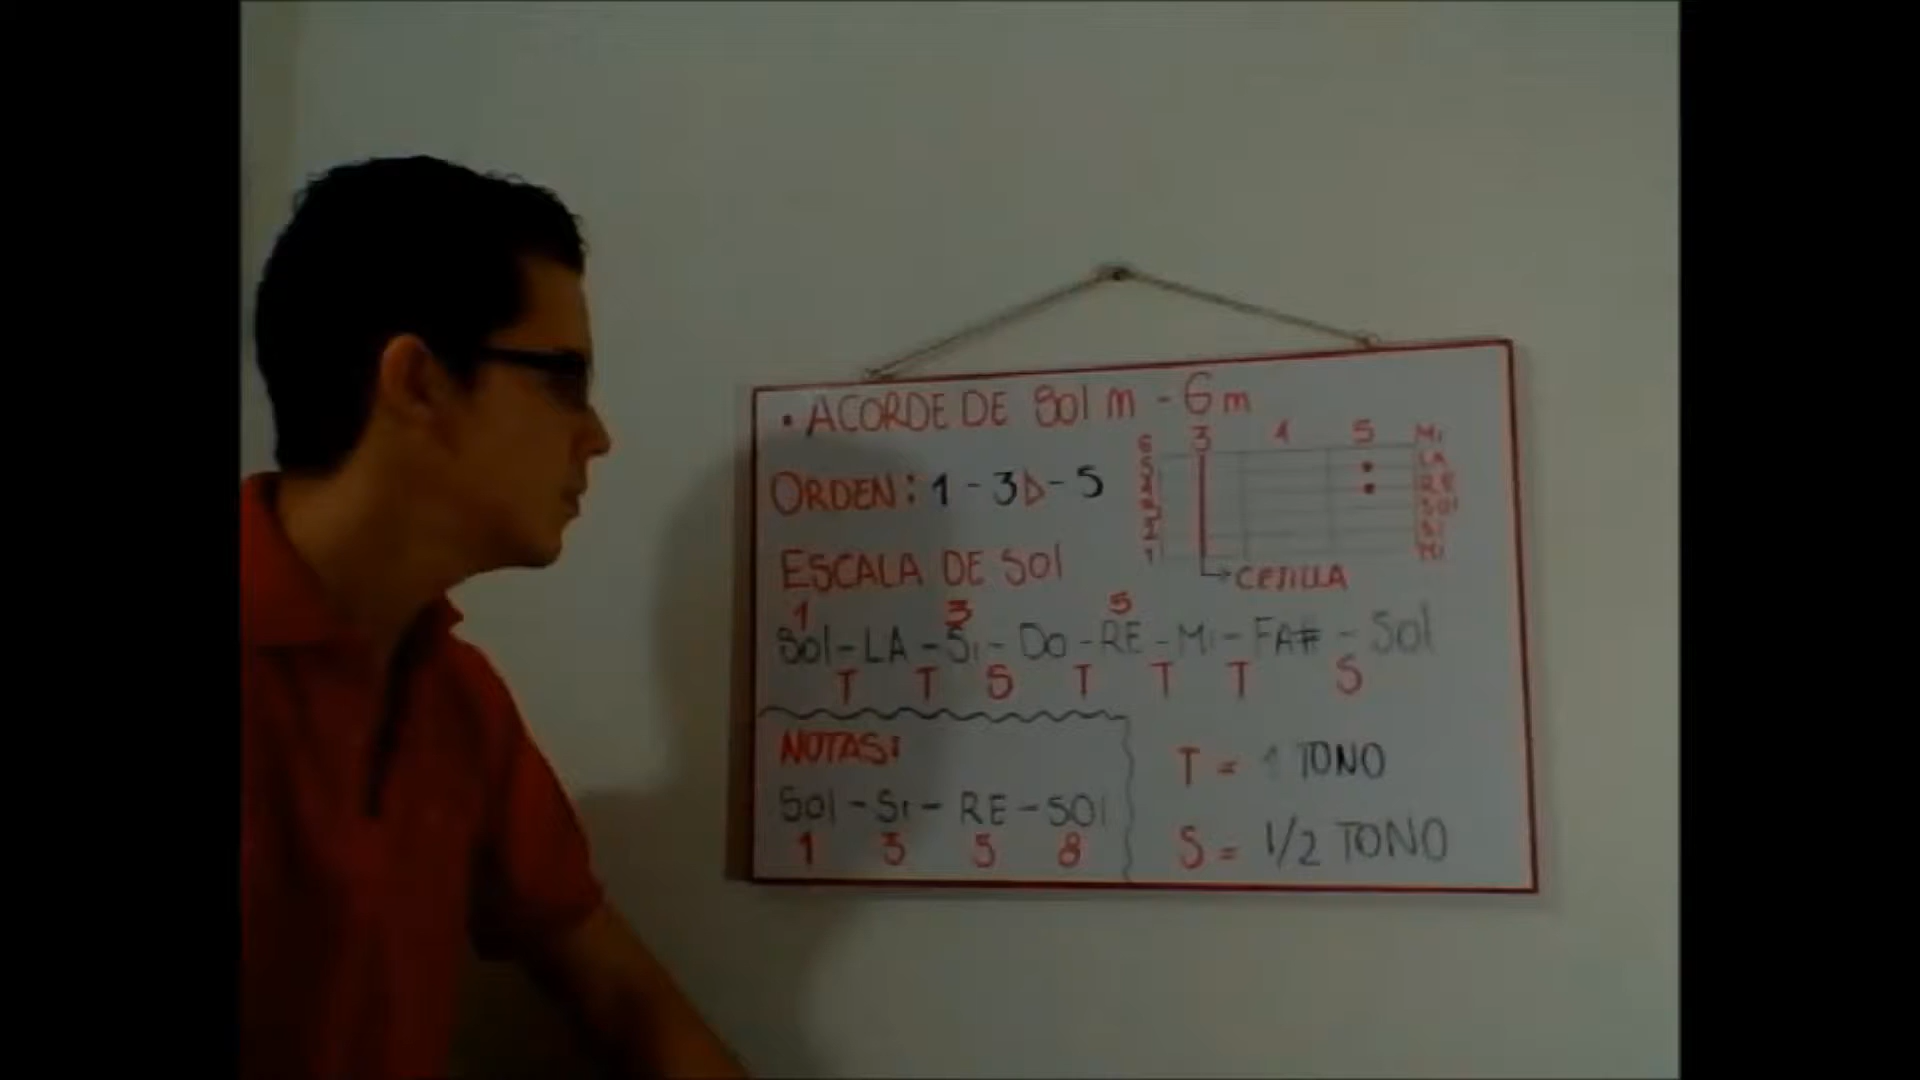 • ACORDE DE Sol m - Gm
ORDEN: 1 - 3b - 5
3 4 5
6 5 4 3 2 1
Mi LA RE Sol Si Mi
CEJILLA
ESCALA DE Sol
1 3 5
Sol - LA - Si - Do - RE - Mi - FA# - Sol
T T S T T T S
NOTAS:
Sol - Si - RE - SOl
1 3 5 8
T = 1 TONO
S = 1/2 TONO